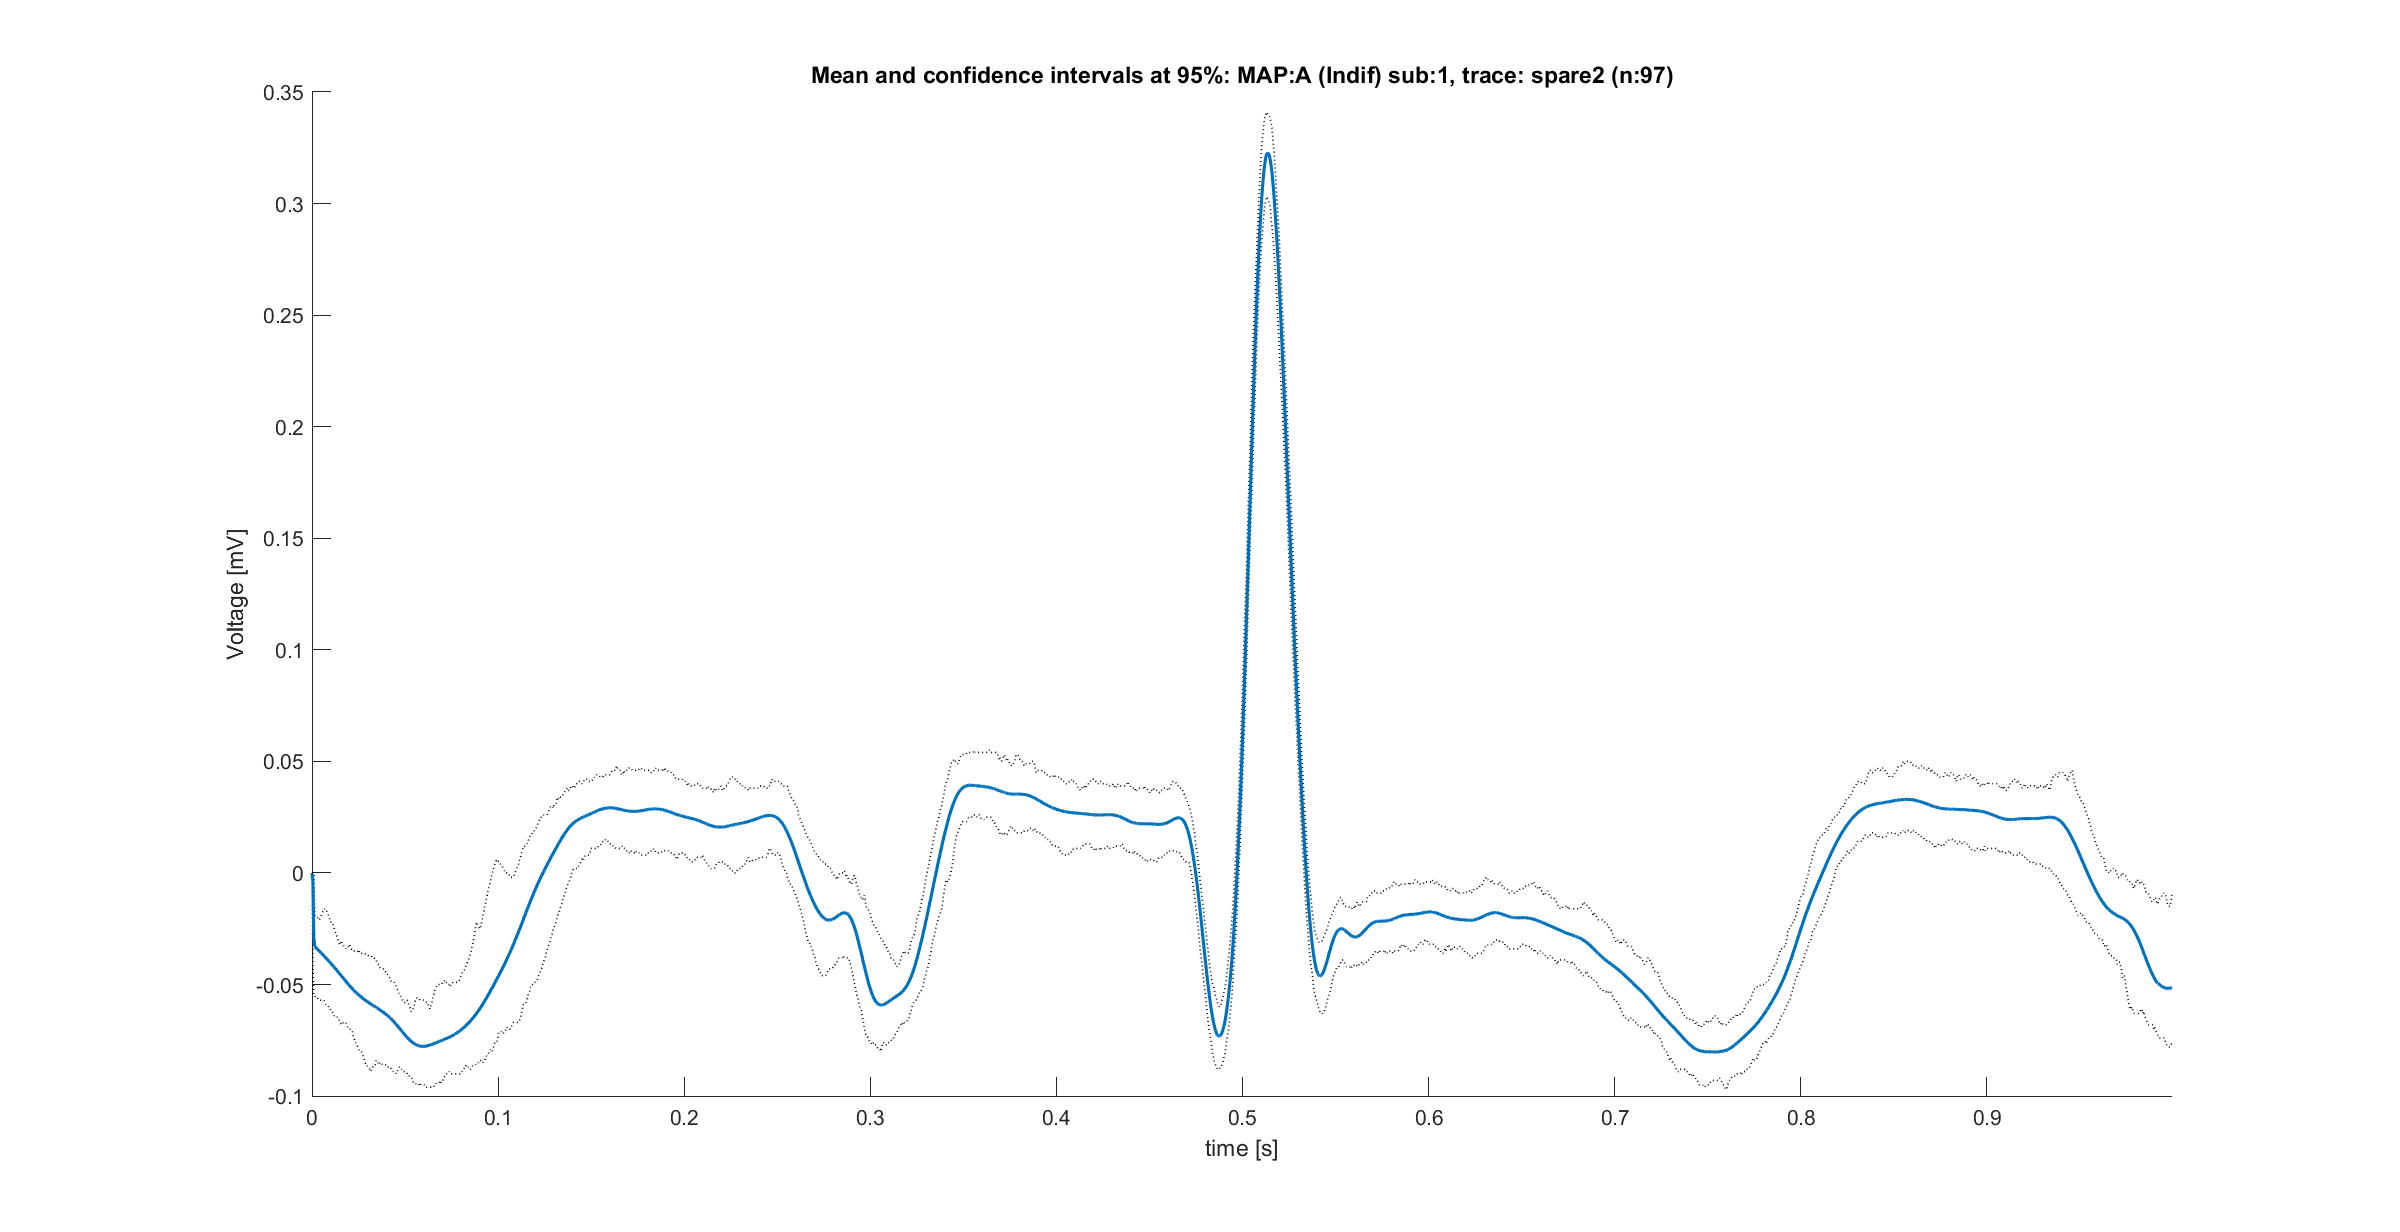 Mean and confidence intervals at 95%: MAP:A (Indif) sub:1, trace: spare2 (n:97)
0.35
0.3
0.25
0.2
0.15
0.1
0.05
0
-0.05
-0.1
Voltage [mV]
0 0.1 0.2 0.3 0.4 0.5 0.6 0.7 0.8 0.9
time [s]